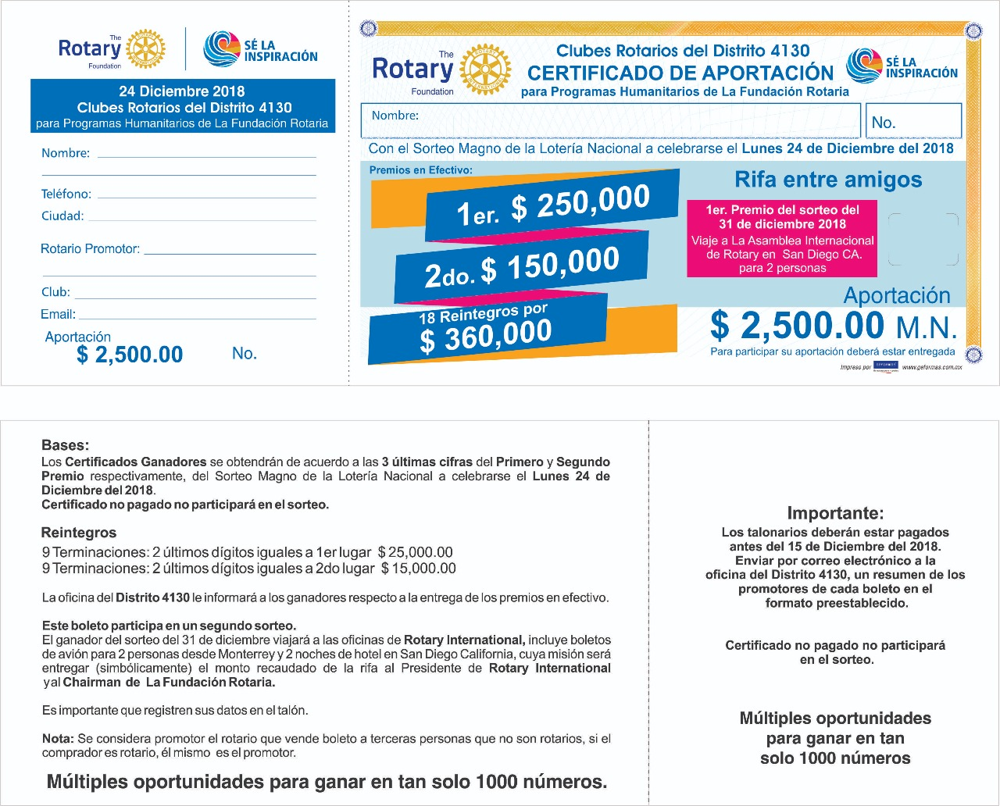 The
Rotary
Foundation
SÉ LA
INSPIRACIÓN
24 Diciembre 2018
Clubes Rotarios del Distrito 4130
para Programas Humanitarios de La Fundación Rotaria
Nombre:
Teléfono:
Ciudad:
Rotario Promotor:
Club:
Email:
Aportación
$ 2,500.00 No.
The
Rotary
Foundation
Clubes Rotarios del Distrito 4130
CERTIFICADO DE APORTACIÓN
para Programas Humanitarios de La Fundación Rotaria
SÉ LA
INSPIRACIÓN
Nombre:
No.
Con el Sorteo Magno de la Lotería Nacional a celebrarse el Lunes 24 de Diciembre del 2018
Premios en Efectivo:
1er. $ 250,000
2do. $ 150,000
18 Reintegros por
$ 360,000
Rifa entre amigos
1er. Premio del sorteo del
31 de diciembre 2018
Viaje a La Asamblea Internacional
de Rotary en San Diego CA.
para 2 personas
Aportación
$ 2,500.00 M.N.
Para participar su aportación deberá estar entregada
Impreso por GEFORMAS www.geformas.com.mx
Bases:
Los Certificados Ganadores se obtendrán de acuerdo a las 3 últimas cifras del Primero y Segundo
Premio respectivamente, del Sorteo Magno de la Lotería Nacional a celebrarse el Lunes 24 de
Diciembre del 2018.
Certificado no pagado no participará en el sorteo.
Reintegros
9 Terminaciones: 2 últimos dígitos iguales a 1er lugar $ 25,000.00
9 Terminaciones: 2 últimos dígitos iguales a 2do lugar $ 15,000.00
La oficina del Distrito 4130 le informará a los ganadores respecto a la entrega de los premios en efectivo.
Este boleto participa en un segundo sorteo.
El ganador del sorteo del 31 de diciembre viajará a las oficinas de Rotary International, incluye boletos
de avión para 2 personas desde Monterrey y 2 noches de hotel en San Diego California, cuya misión será
entregar (simbólicamente) el monto recaudado de la rifa al Presidente de Rotary International
y al Chairman de La Fundación Rotaria.
Es importante que registren sus datos en el talón.
Nota: Se considera promotor el rotario que vende boleto a terceras personas que no son rotarios, si el
comprador es rotario, él mismo es el promotor.
Múltiples oportunidades para ganar en tan solo 1000 números.
Importante:
Los talonarios deberán estar pagados
antes del 15 de Diciembre del 2018.
Enviar por correo electrónico a la
oficina del Distrito 4130, un resumen de los
promotores de cada boleto en el
formato preestablecido.
Certificado no pagado no participará
en el sorteo.
Múltiples oportunidades
para ganar en tan
solo 1000 números